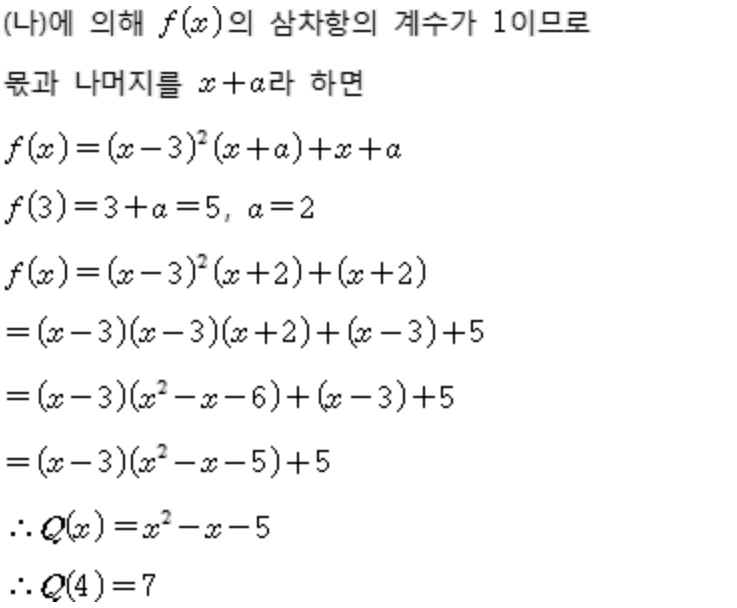 (나)에 의해 f(x)의 삼차항의 계수가 1이므로
몫과 나머지를 x+a라 하면
f(x)=(x-3)²(x+a)+x+a
f(3)=3+a=5, a=2
f(x)=(x-3)²(x+2)+(x+2)
=(x-3)(x-3)(x+2)+(x-3)+5
=(x-3)(x²-x-6)+(x-3)+5
=(x-3)(x²-x-5)+5
∴Q(x)=x²-x-5
∴Q(4)=7